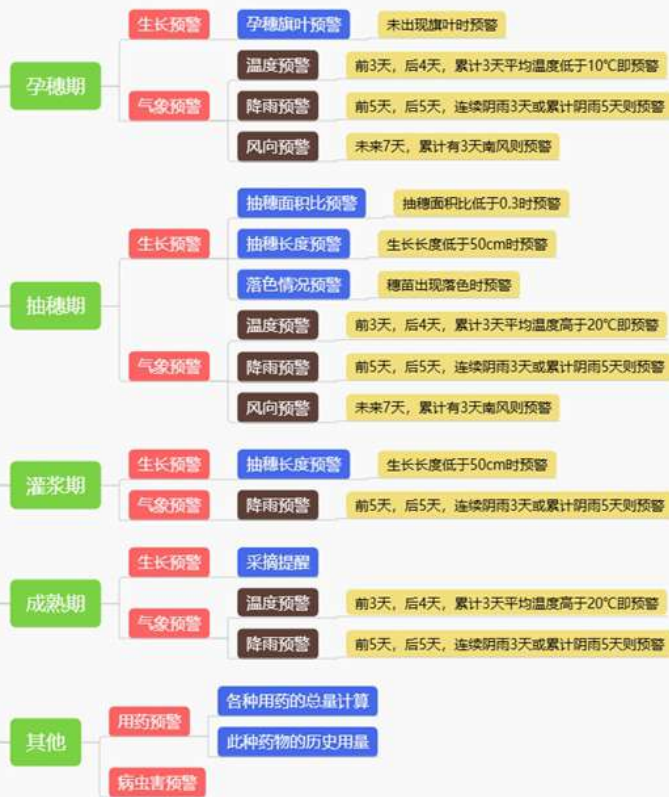 孕穗期
生长预警
孕穗旗叶预警
未出现旗叶时预警
气象预警
温度预警
前3天，后4天，累计3天平均温度低于10℃即预警
降雨预警
前5天，后5天，连续阴雨3天或累计阴雨5天则预警
风向预警
未来7天，累计有3天南风则预警
抽穗期
生长预警
抽穗面积比预警
抽穗面积比低于0.3时预警
抽穗长度预警
生长长度低于50cm时预警
落色情况预警
穗苗出现落色时预警
气象预警
温度预警
前3天，后4天，累计3天平均温度高于20℃即预警
降雨预警
前5天，后5天，连续阴雨3天或累计阴雨5天则预警
风向预警
未来7天，累计有3天南风则预警
灌浆期
生长预警
抽穗长度预警
生长长度低于50cm时预警
气象预警
降雨预警
前5天，后5天，连续阴雨3天或累计阴雨5天则预警
成熟期
生长预警
采摘提醒
气象预警
温度预警
前3天，后4天，累计3天平均温度高于20℃即预警
降雨预警
前5天，后5天，连续阴雨3天或累计阴雨5天则预警
其他
用药预警
各种用药的总量计算
此种药物的历史用量
病虫害预警